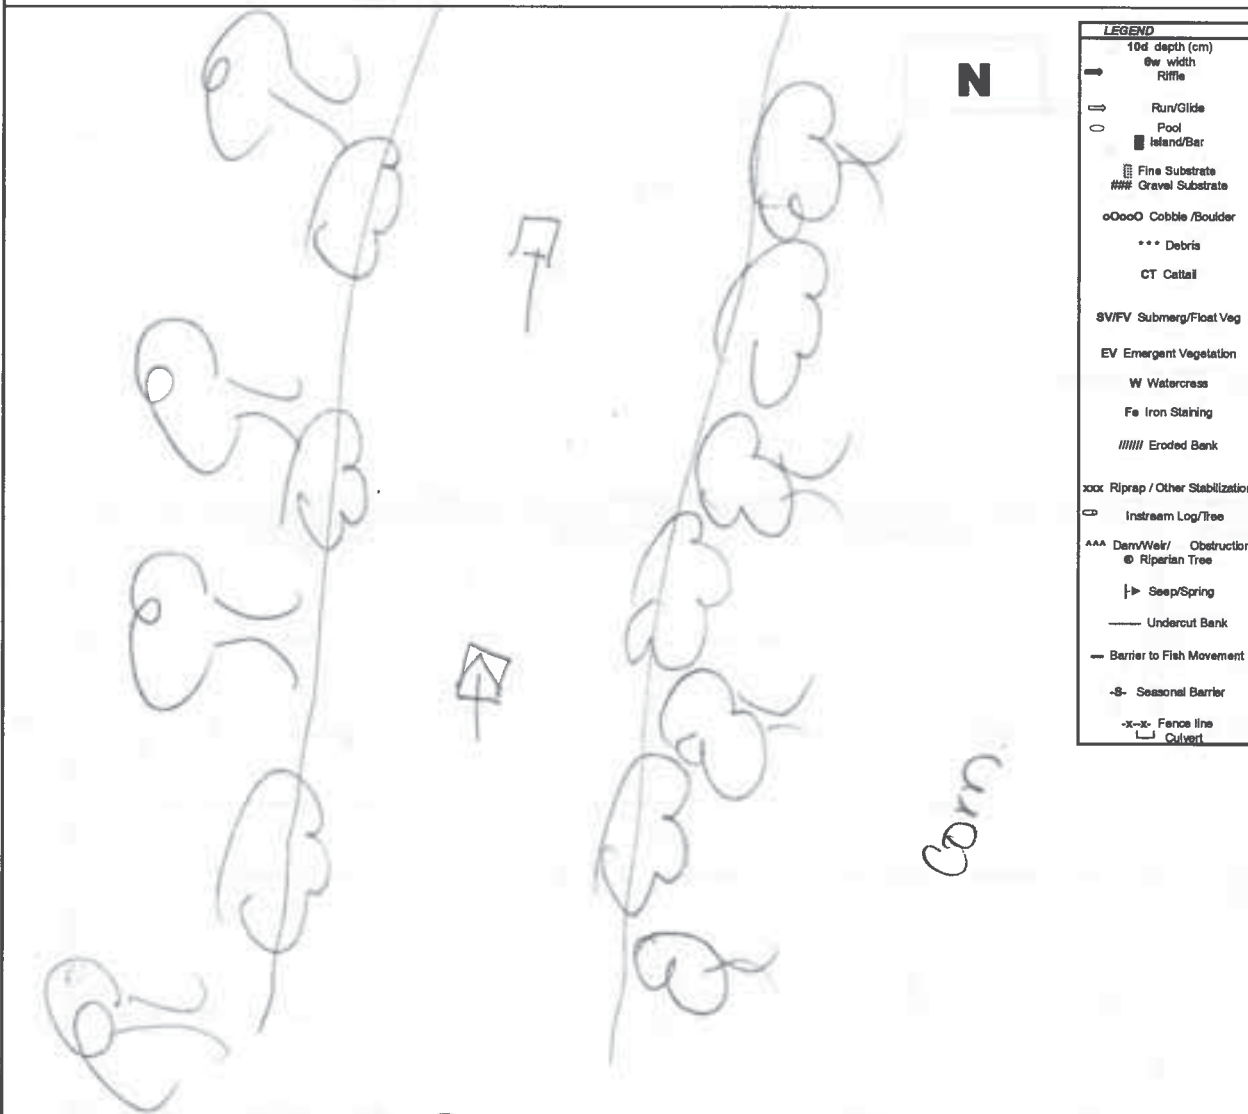 N
LEGEND
10d depth (cm)
6w width
Riffle
Run/Glide
Pool
Island/Bar
Fine Substrate
### Gravel Substrate
oOooO Cobble /Boulder
*** Debris
CT Cattail
SV/FV Submerg/Float Veg
EV Emergent Vegetation
W Watercress
Fe Iron Staining
/////// Eroded Bank
xxx Riprap / Other Stabilization
Instream Log/Tree
^^^ Dam/Weir/ Obstruction
Riparian Tree
Seep/Spring
Undercut Bank
Barrier to Fish Movement
-S- Seasonal Barrier
-x--x- Fence line
Culvert
Corn